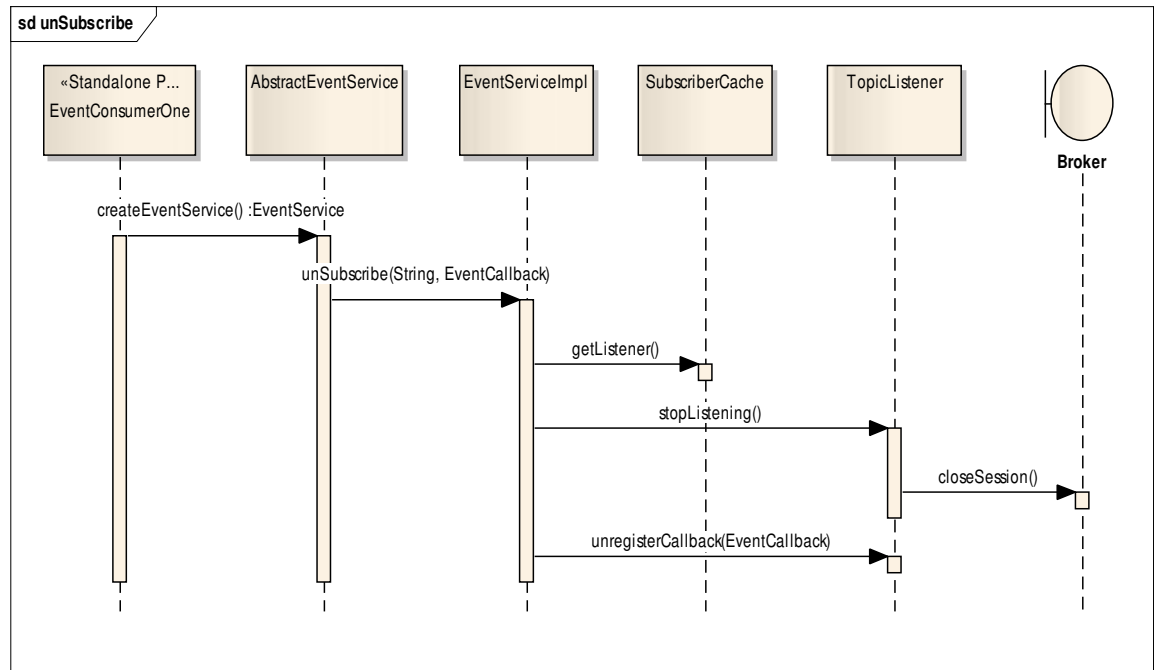 sd unSubscribe
«Standalone P...
EventConsumerOne
AbstractEventService
EventServiceImpl
SubscriberCache
TopicListener
Broker
createEventService() :EventService
unSubscribe(String, EventCallback)
getListener()
stopListening()
closeSession()
unregisterCallback(EventCallback)